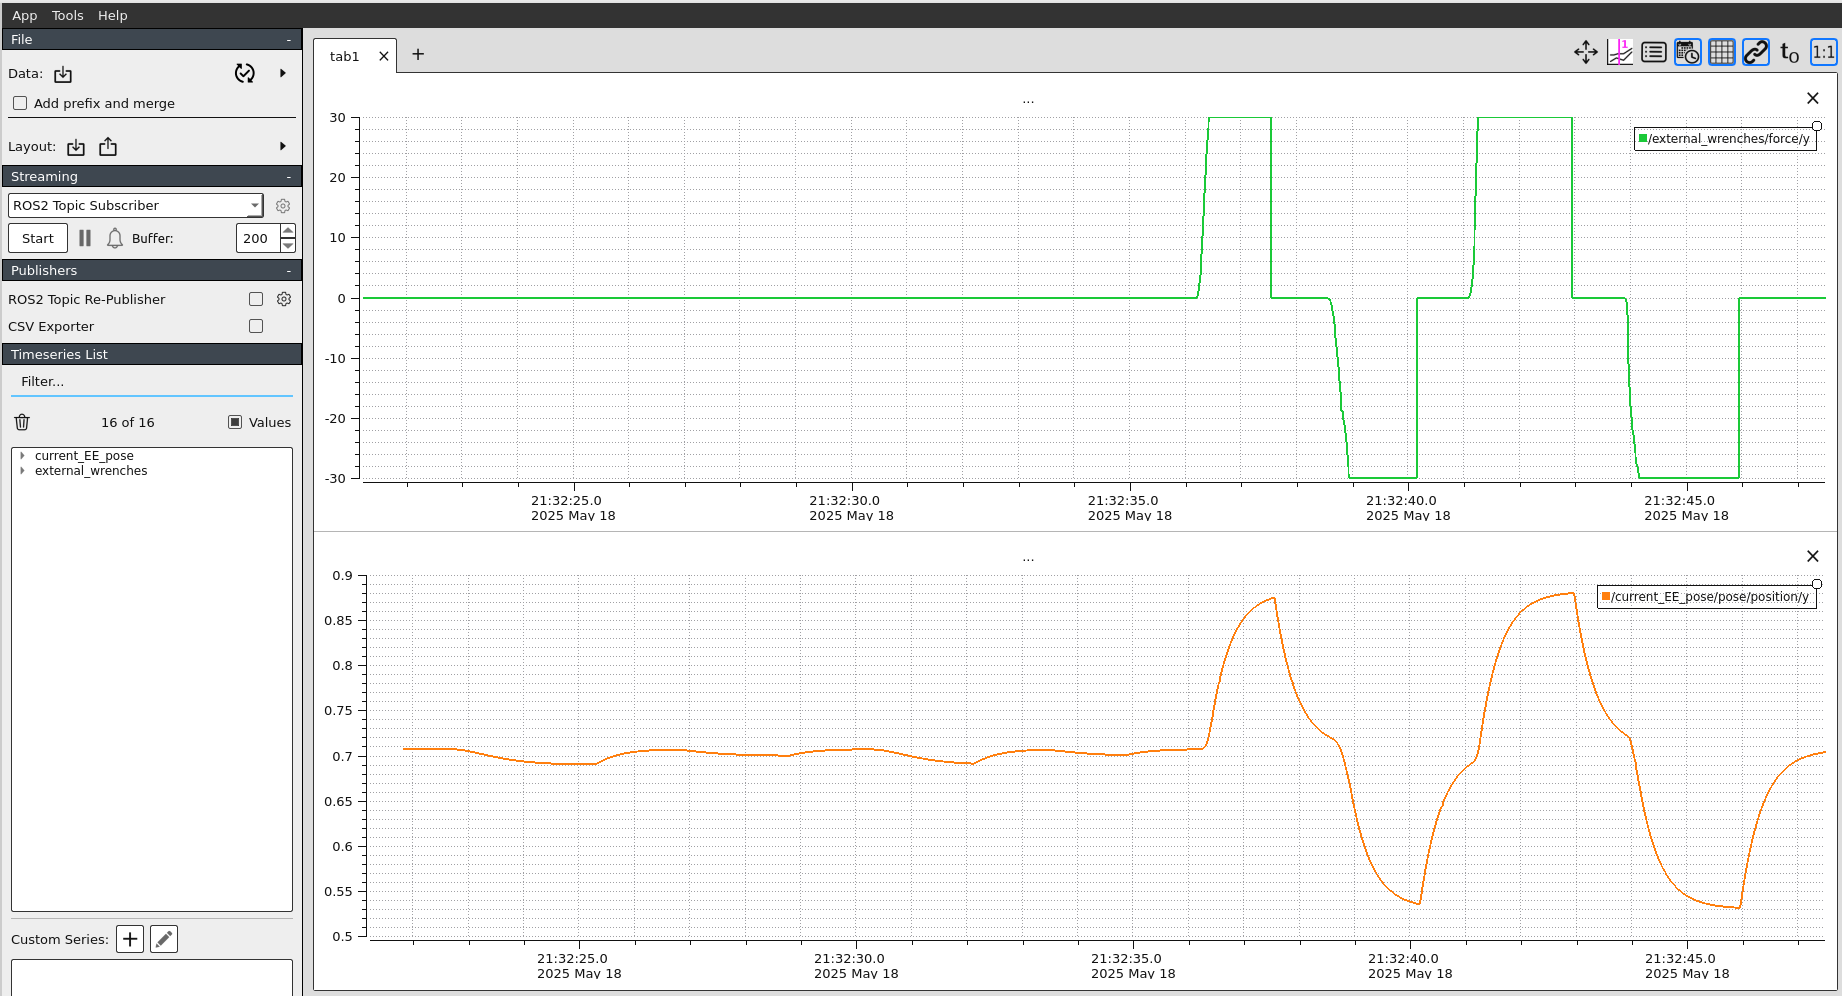 App Tools Help
File -
Data:
Add prefix and merge
Layout:
Streaming -
ROS2 Topic Subscriber
Start Buffer: 200
Publishers -
ROS2 Topic Re-Publisher
CSV Exporter
Timeseries List
Filter...
16 of 16 Values
current_EE_pose
external_wrenches
Custom Series:
tab1
t0 1:1
...
/external_wrenches/force/y
30
20
10
0
-10
-20
-30
21:32:25.0 21:32:30.0 21:32:35.0 21:32:40.0 21:32:45.0
2025 May 18 2025 May 18 2025 May 18 2025 May 18 2025 May 18
...
/current_EE_pose/pose/position/y
0.9
0.85
0.8
0.75
0.7
0.65
0.6
0.55
0.5
21:32:25.0 21:32:30.0 21:32:35.0 21:32:40.0 21:32:45.0
2025 May 18 2025 May 18 2025 May 18 2025 May 18 2025 May 18